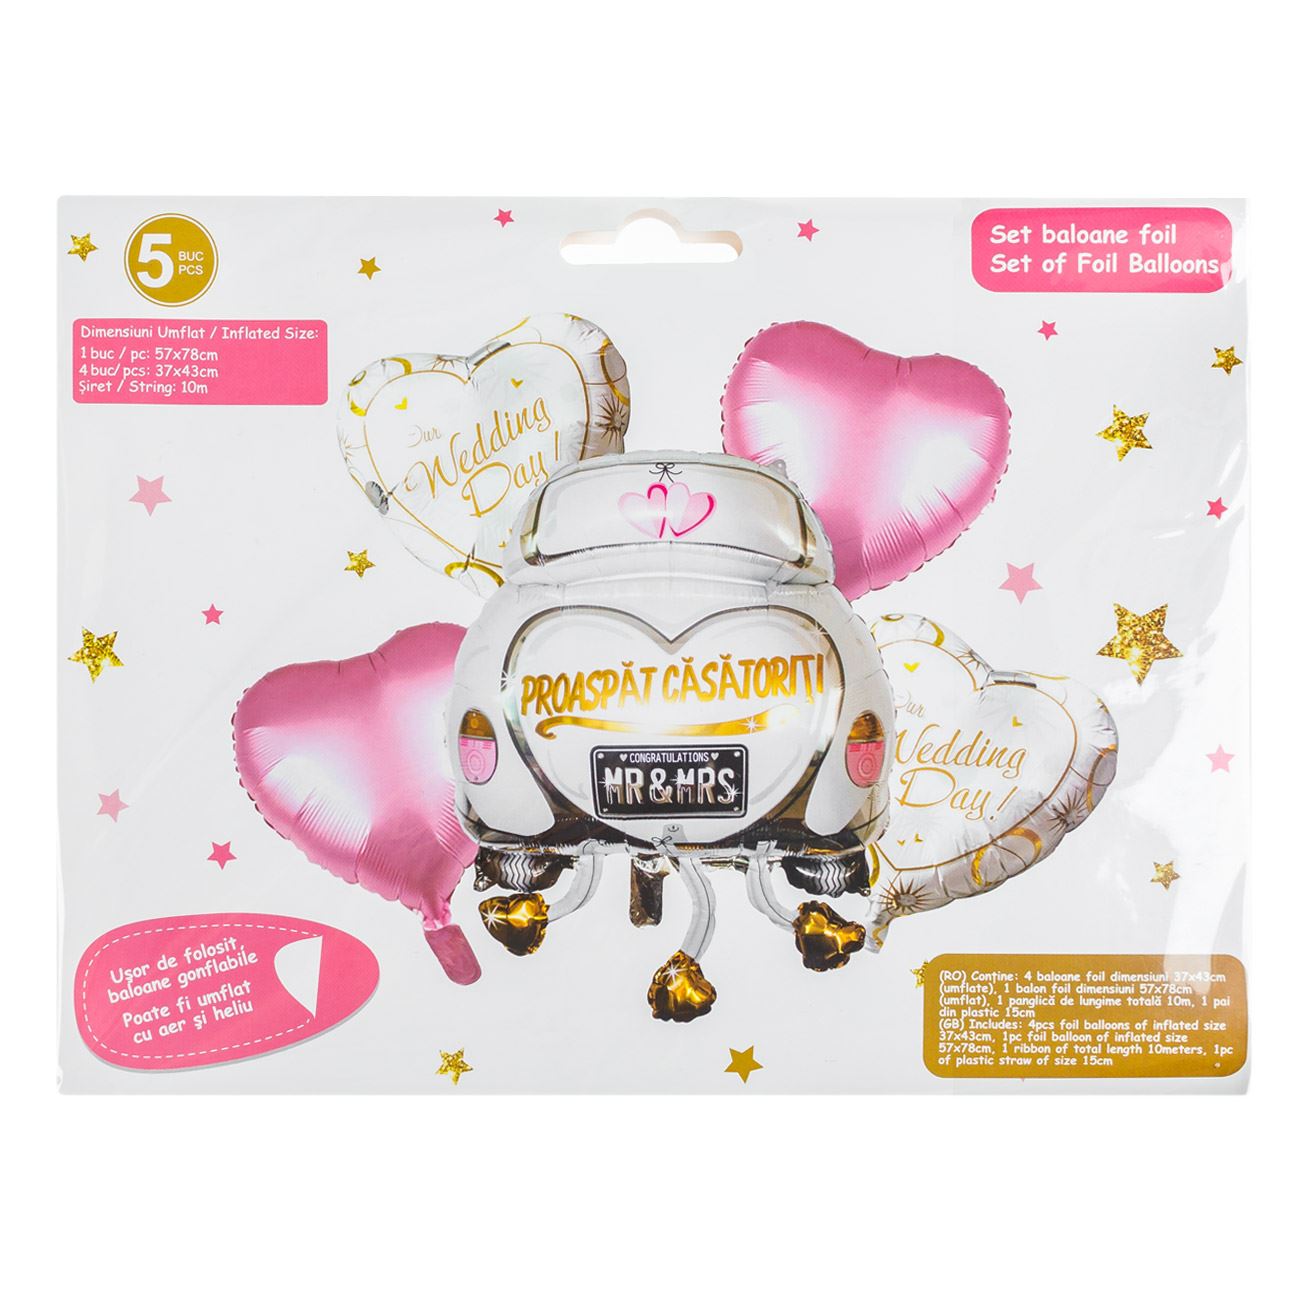 5 BUC
PCS
Set baloane foil
Set of Foil Balloons
Dimensiuni Umflat / Inflated Size:
1 buc / pc: 57x78cm
4 buc/ pcs: 37x43cm
Șiret / String: 10m
Our
Wedding
Day!
PROASPĂT CĂSĂTORIȚI
CONGRATULATIONS
MR & MRS
Our
Wedding
Day!
Ușor de folosit,
baloane gonflabile
Poate fi umflat
cu aer și heliu
(RO) Conține: 4 baloane foil dimensiuni 37x43cm
(umflate), 1 balon foil dimensiuni 57x78cm
(umflat), 1 panglică de lungime totală 10m, 1 pai
din plastic 15cm
(GB) Includes: 4pcs foil balloons of inflated size
37x43cm, 1pc foil balloon of inflated size
57x78cm, 1 ribbon of total length 10meters, 1pc
of plastic straw of size 15cm